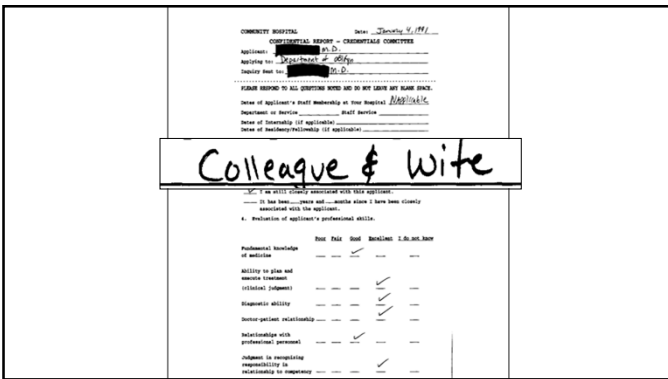 COMMUNITY HOSPITAL Date: January 4, 1991
CONFIDENTIAL REPORT - CREDENTIALS COMMITTEE
Applicant: M.D.
Applying to: Department of obGyn
Inquiry Sent to: M.D.
PLEASE RESPOND TO ALL QUESTIONS NOTED AND DO NOT LEAVE ANY BLANK SPACE.
Dates of Applicant's Staff Membership at Your Hospital
Department or Service Staff Service
Dates of Internship (if applicable)
Dates of Residency/Fellowship (if applicable)
Colleague & Wife
✓ I am still closely associated with this applicant.
It has been years and months since I have been closely
associated with the applicant.
4. Evaluation of applicant's professional skills.
Poor Fair Good Excellent I do not know
Fundamental knowledge
of medicine ✓
Ability to plan and
execute treatment
(clinical judgment) ✓
Diagnostic ability ✓
Doctor-patient relationship ✓
Relationships with
professional personnel ✓
Judgment in recognizing
responsibility in
relationship to competency ✓